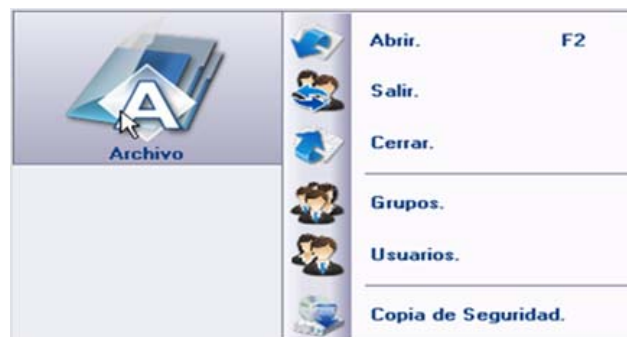 Archivo
Abrir. F2
Salir.
Cerrar.
Grupos.
Usuarios.
Copia de Seguridad.